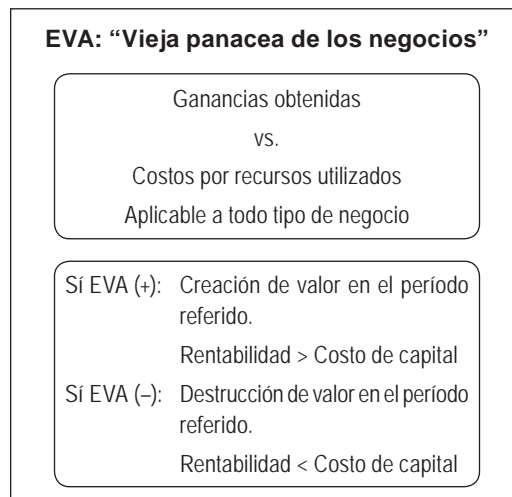 EVA: “Vieja panacea de los negocios”
Ganancias obtenidas
vs.
Costos por recursos utilizados
Aplicable a todo tipo de negocio
Sí EVA (+): Creación de valor en el período
referido.
Rentabilidad > Costo de capital
Sí EVA (–): Destrucción de valor en el período
referido.
Rentabilidad < Costo de capital